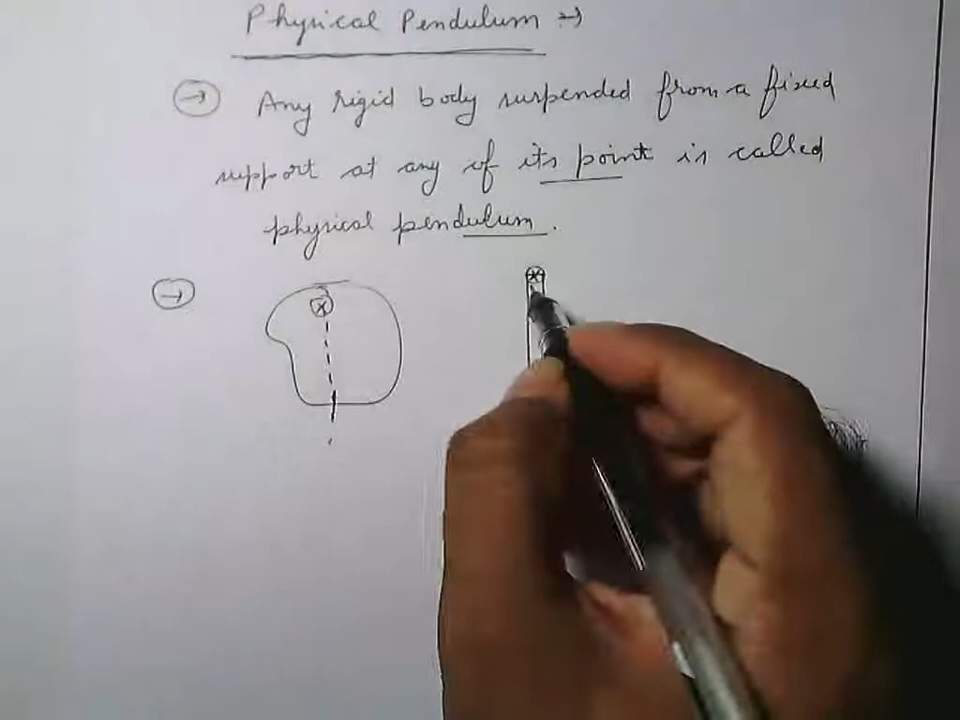 Physical Pendulum :→
→ Any rigid body suspended from a fixed
support at any of its point is called
physical pendulum.
→